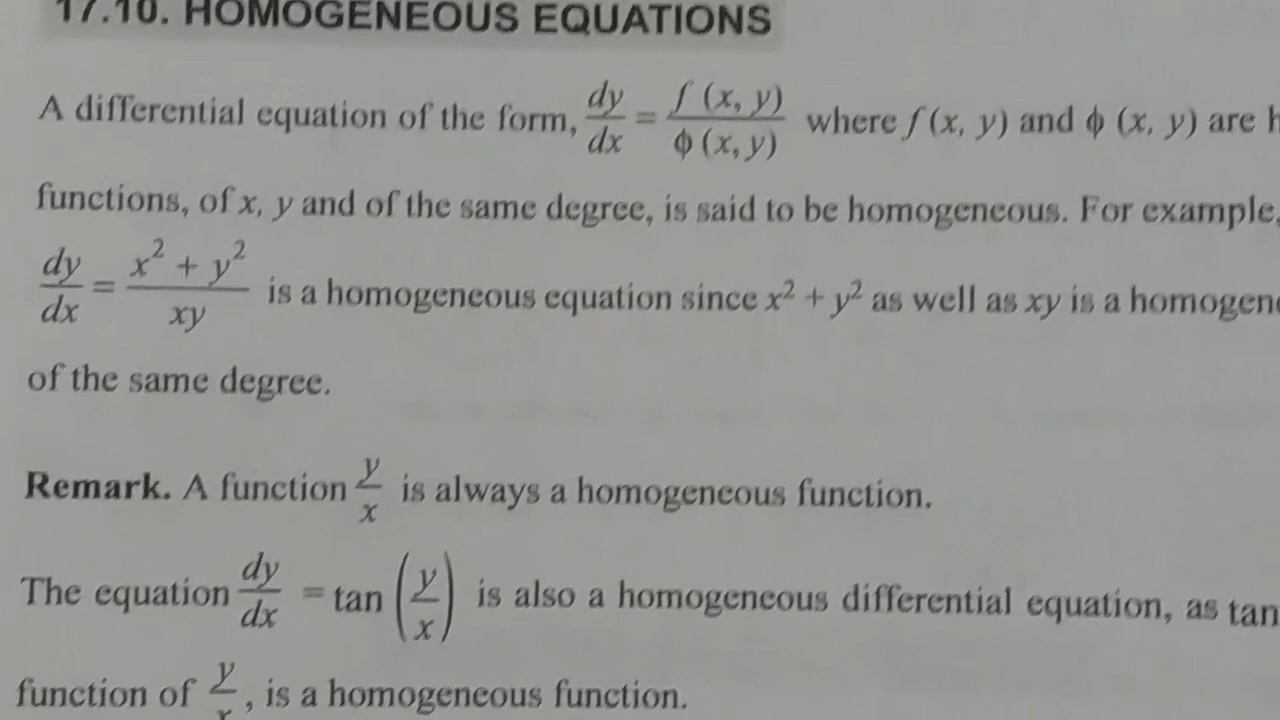 17.10. HOMOGENEOUS EQUATIONS
A differential equation of the form, dy/dx = f (x, y)/ϕ (x, y) where f (x, y) and ϕ (x, y) are
functions, of x, y and of the same degree, is said to be homogeneous. For example,
dy/dx = x² + y²/xy is a homogeneous equation since x² + y² as well as xy is a
of the same degree.
Remark. A function y/x is always a homogeneous function.
The equation dy/dx = tan (y/x) is also a homogeneous differential equation, as tan
function of y/x, is a homogeneous function.